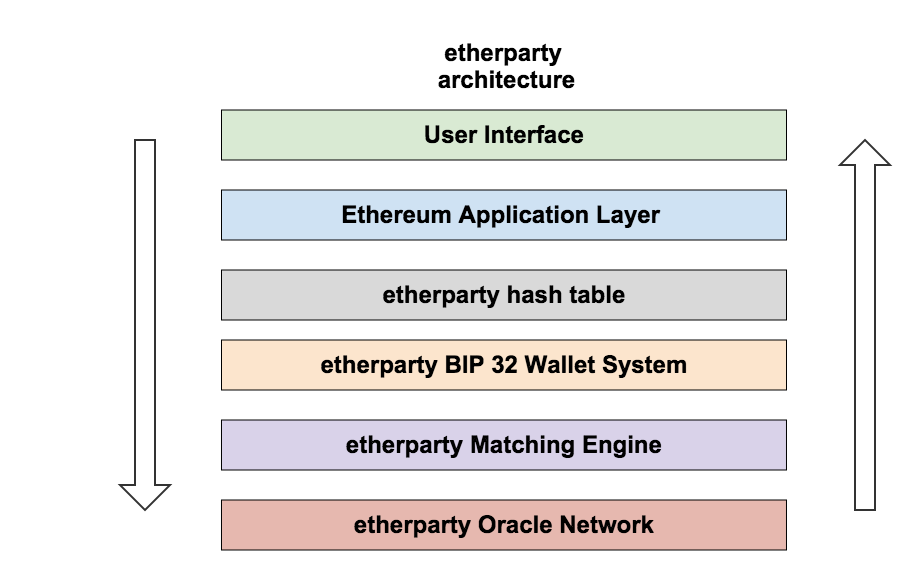 etherparty
architecture
User Interface
Ethereum Application Layer
etherparty hash table
etherparty BIP 32 Wallet System
etherparty Matching Engine
etherparty Oracle Network